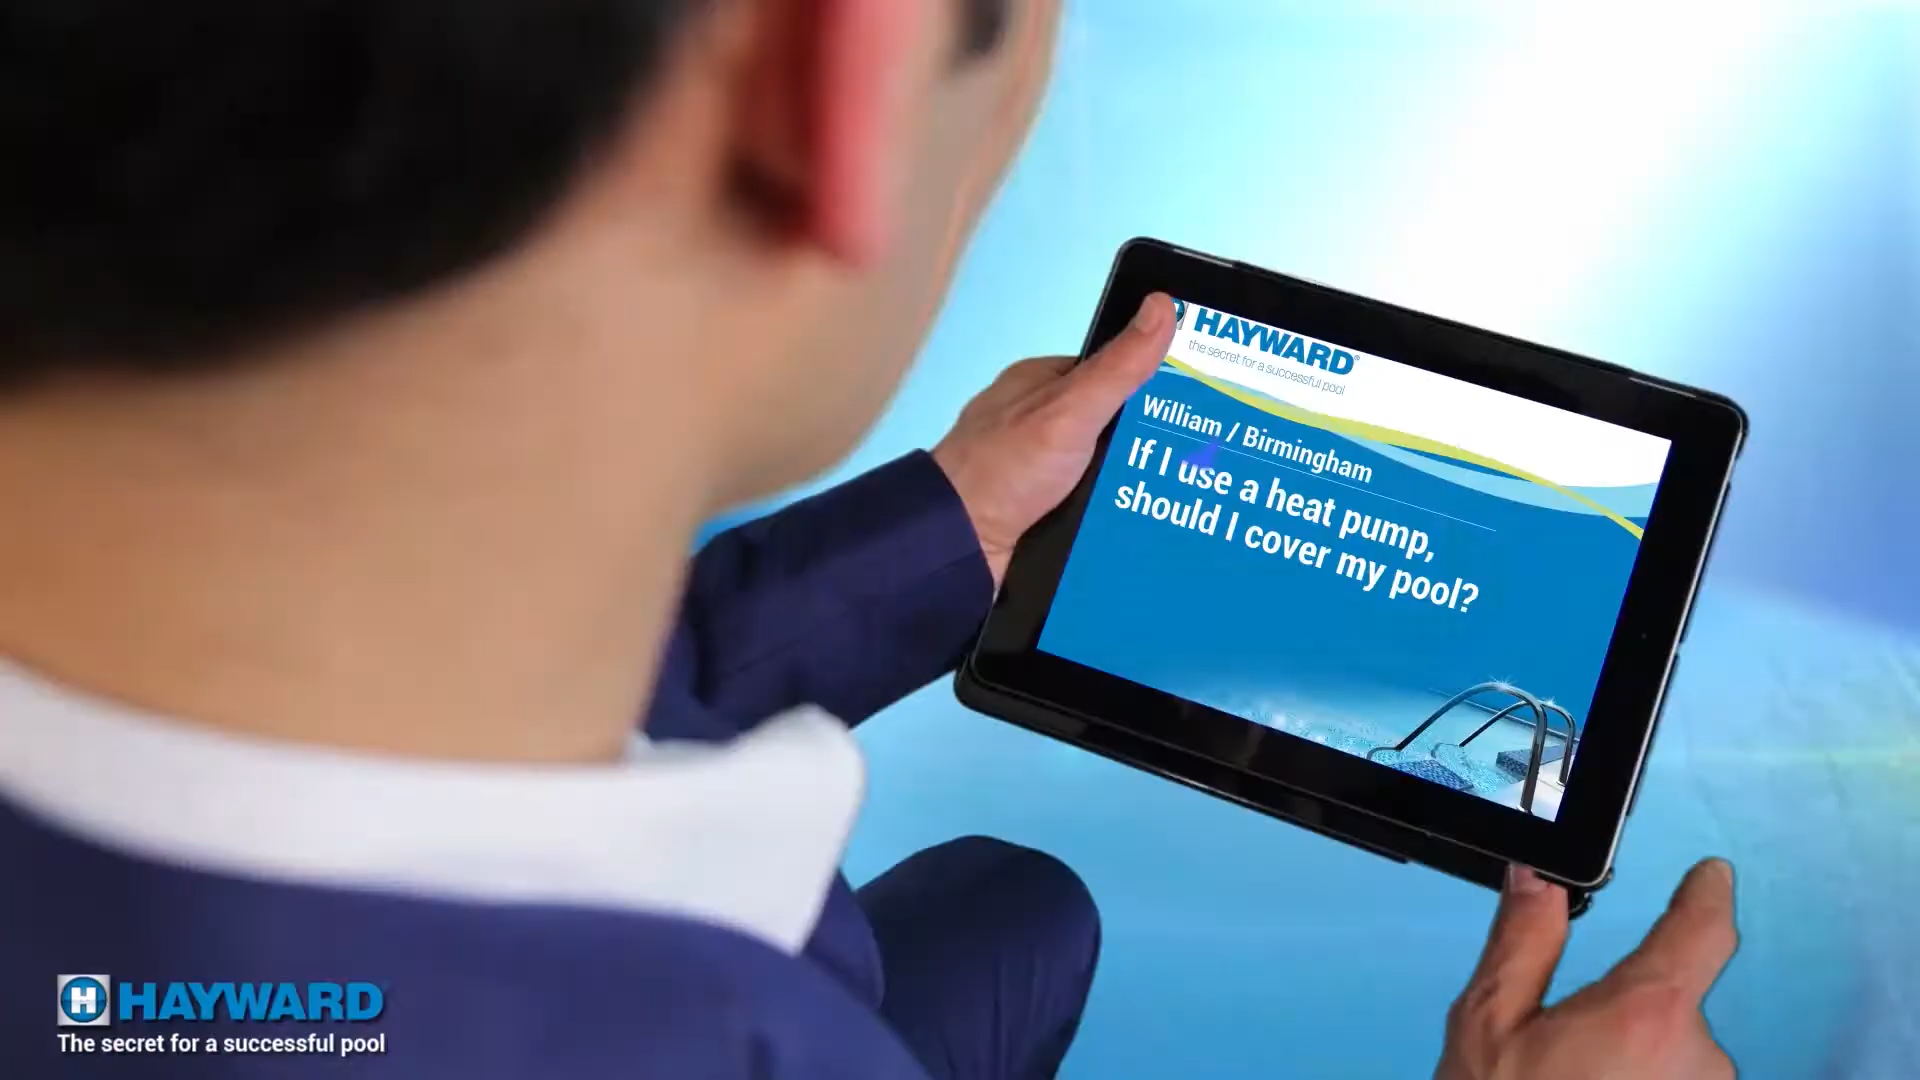 HAYWARD®
the secret for a successful pool
William / Birmingham
If I use a heat pump,
should I cover my pool?
H HAYWARD
The secret for a successful pool